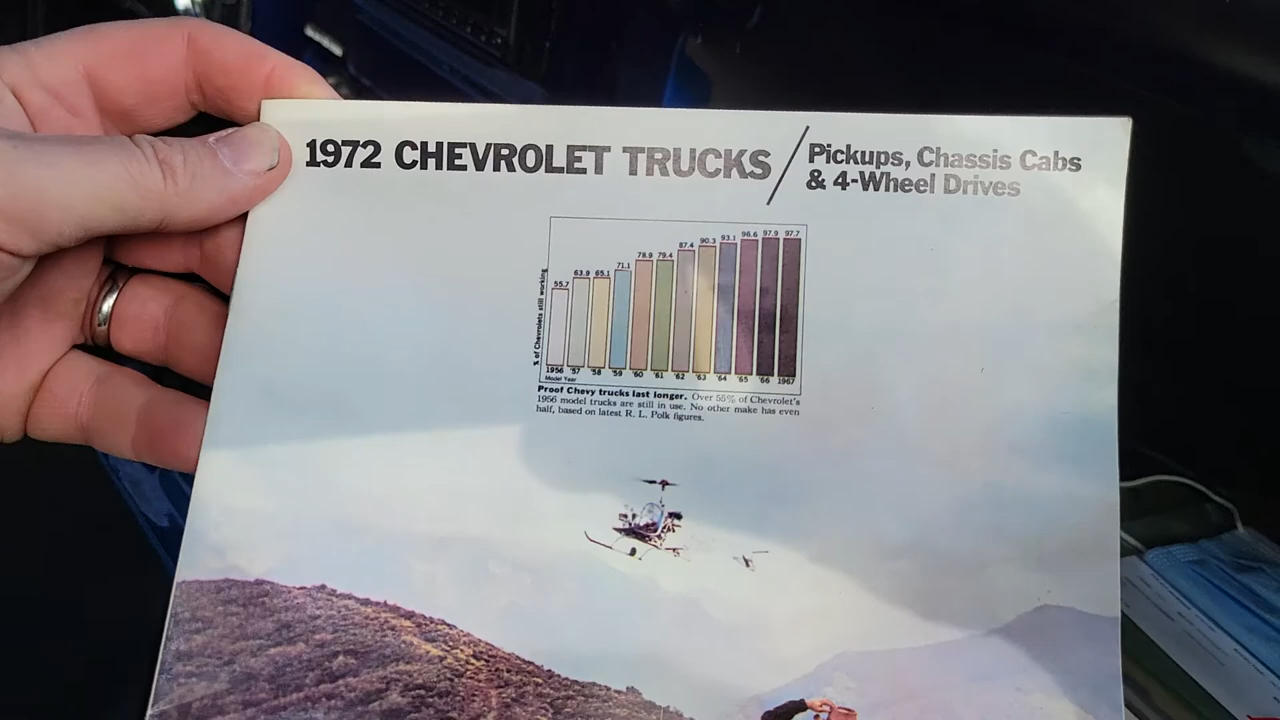 1972 CHEVROLET TRUCKS
Pickups, Chassis Cabs
& 4-Wheel Drives
% of Chevrolets still working
55.7 63.9 65.1 71.1 78.9 79.4 87.4 90.3 93.1 96.6 97.9 97.7
1956 '57 '58 '59 '60 '61 '62 '63 '64 '65 '66 1967
Model Year
Proof Chevy trucks last longer. Over 55% of Chevrolet's
1956 model trucks are still in use. No other make has even
half, based on latest R. L. Polk figures.